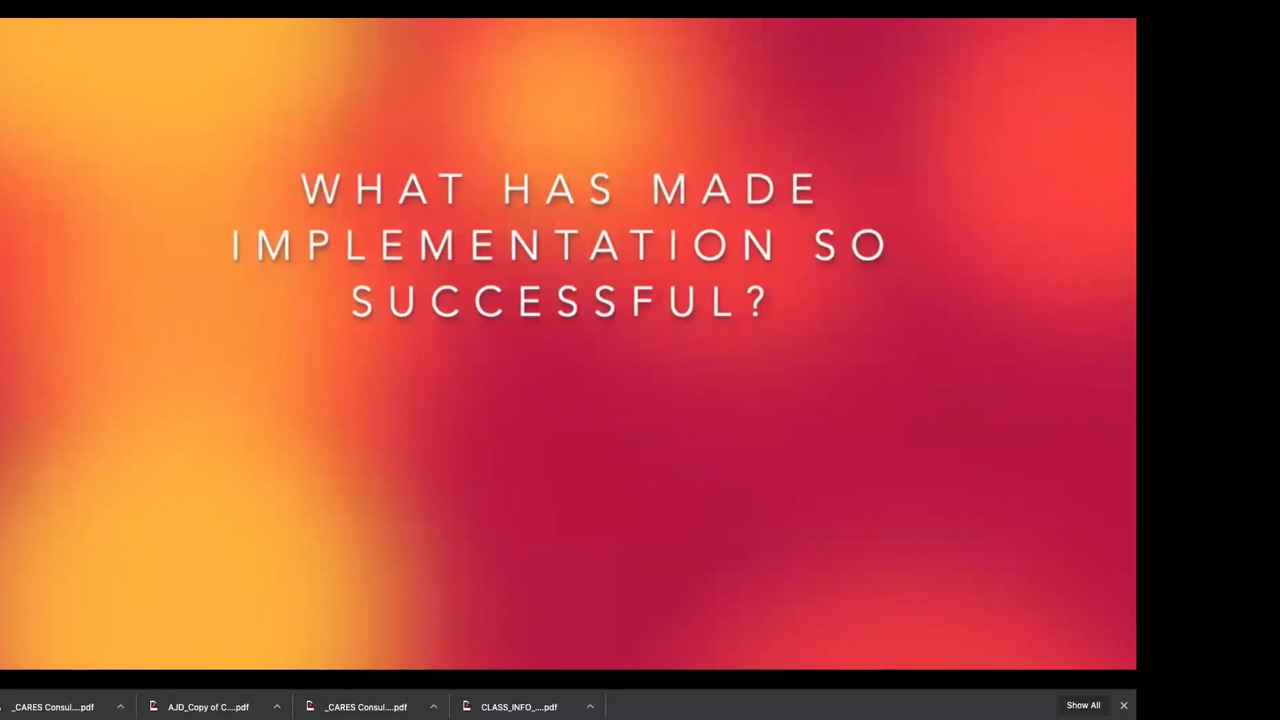 WHAT HAS MADE
IMPLEMENTATION SO
SUCCESSFUL?
_CARES Consul....pdf
AJD_Copy of C....pdf
_CARES Consul....pdf
CLASS_INFO_....pdf
Show All